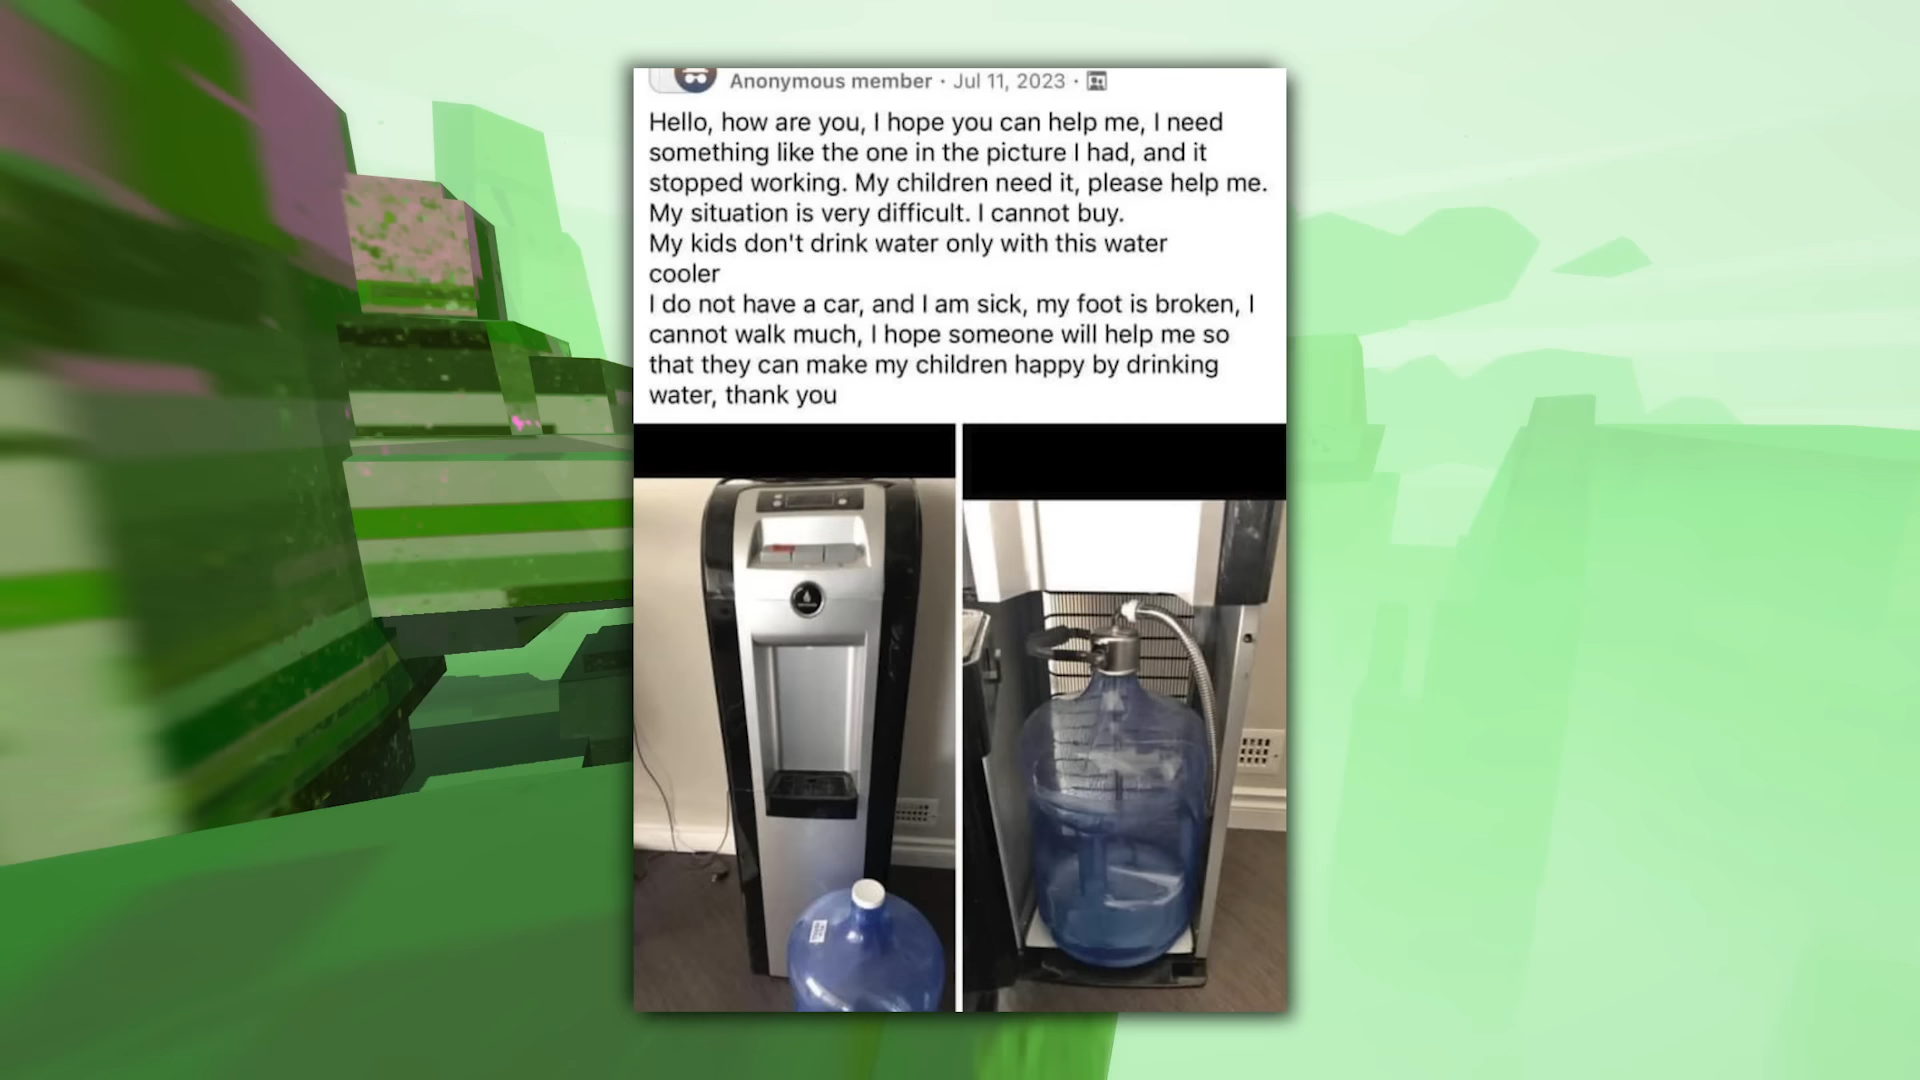 Anonymous member · Jul 11, 2023 ·
Hello, how are you, I hope you can help me, I need
something like the one in the picture I had, and it
stopped working. My children need it, please help me.
My situation is very difficult. I cannot buy.
My kids don't drink water only with this water
cooler
I do not have a car, and I am sick, my foot is broken, I
cannot walk much, I hope someone will help me so
that they can make my children happy by drinking
water, thank you